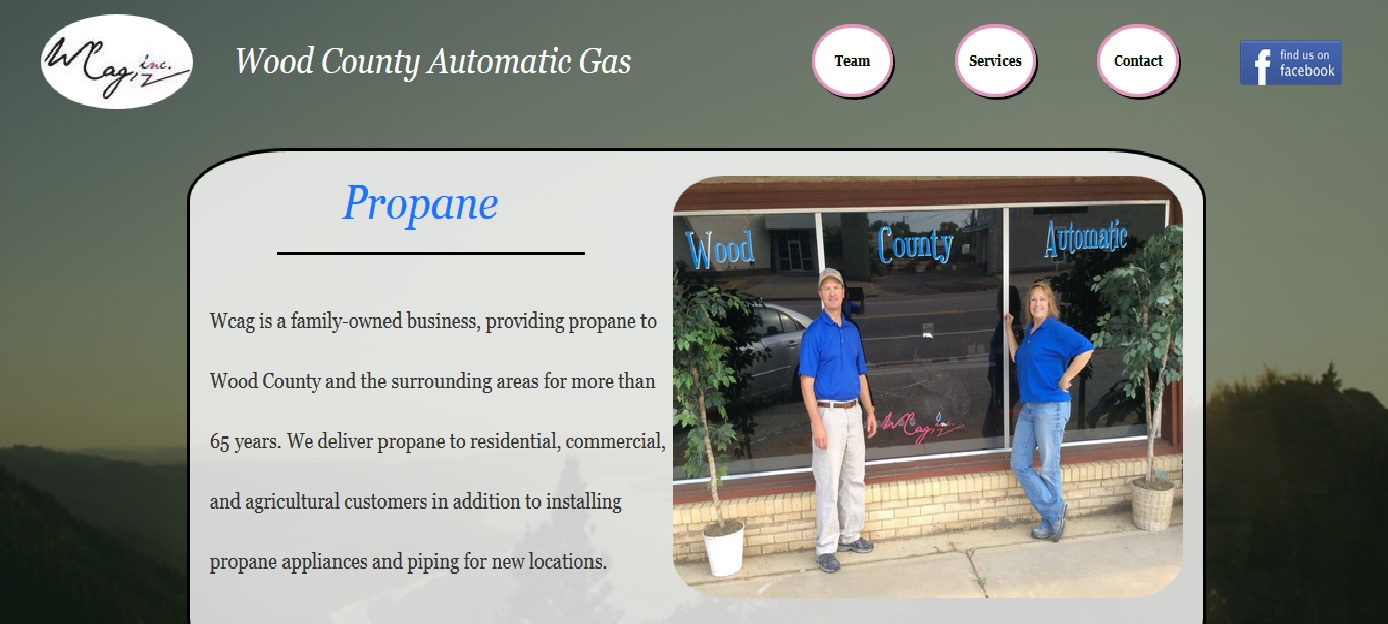 WCag, inc.
Wood County Automatic Gas
Team
Services
Contact
find us on
facebook
Propane
Wood County Automatic
Wcag is a family-owned business, providing propane to
Wood County and the surrounding areas for more than
65 years. We deliver propane to residential, commercial,
and agricultural customers in addition to installing
propane appliances and piping for new locations.
WCag,